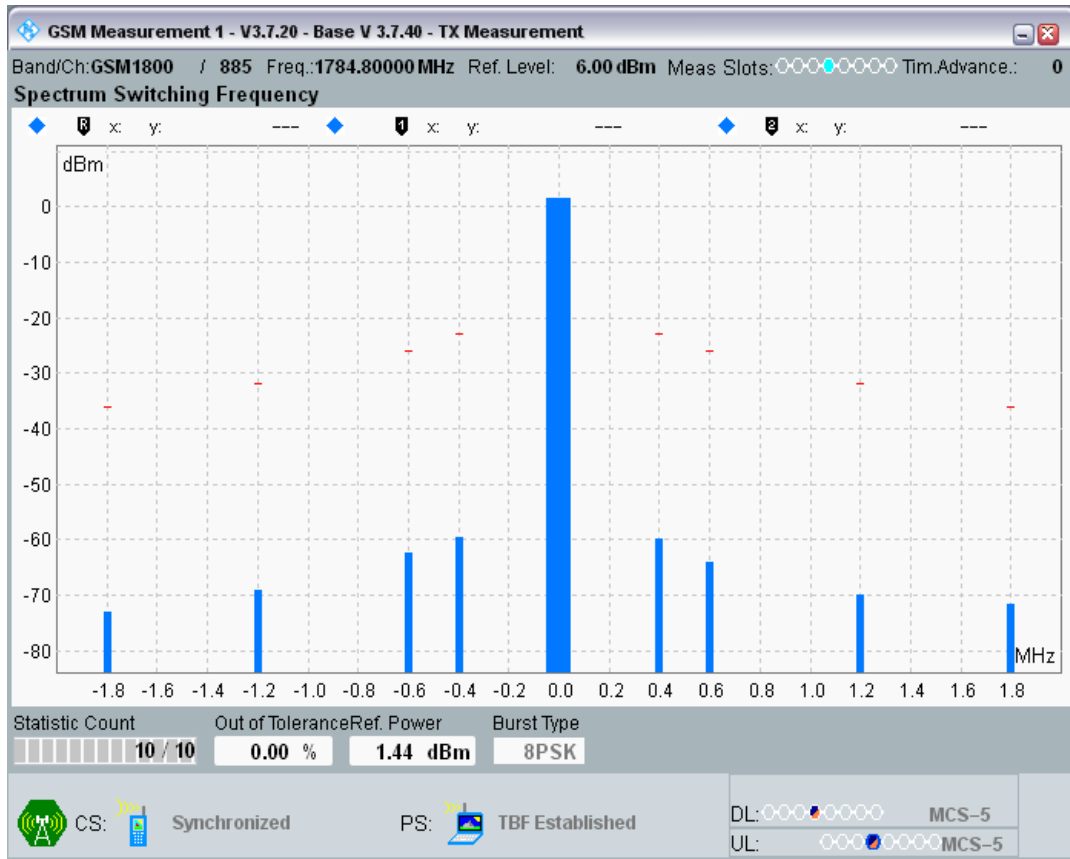 GSM Measurement 1 - V3.7.20 - Base V 3.7.40 - TX Measurement
Band/Ch:GSM1800 / 885 Freq.:1784.80000 MHz Ref. Level: 6.00 dBm Meas Slots: Tim.Advance.: 0
Spectrum Switching Frequency
R x: y: --- 1 x: y: --- 2 x: y: ---
dBm
0
-10
-20
-30
-40
-50
-60
-70
-80
MHz
-1.8 -1.6 -1.4 -1.2 -1.0 -0.8 -0.6 -0.4 -0.2 0.0 0.2 0.4 0.6 0.8 1.0 1.2 1.4 1.6 1.8
Statistic Count Out of Tolerance Ref. Power Burst Type
10 / 10 0.00 % 1.44 dBm 8PSK
CS: Synchronized PS: TBF Established DL: MCS-5
UL: MCS-5